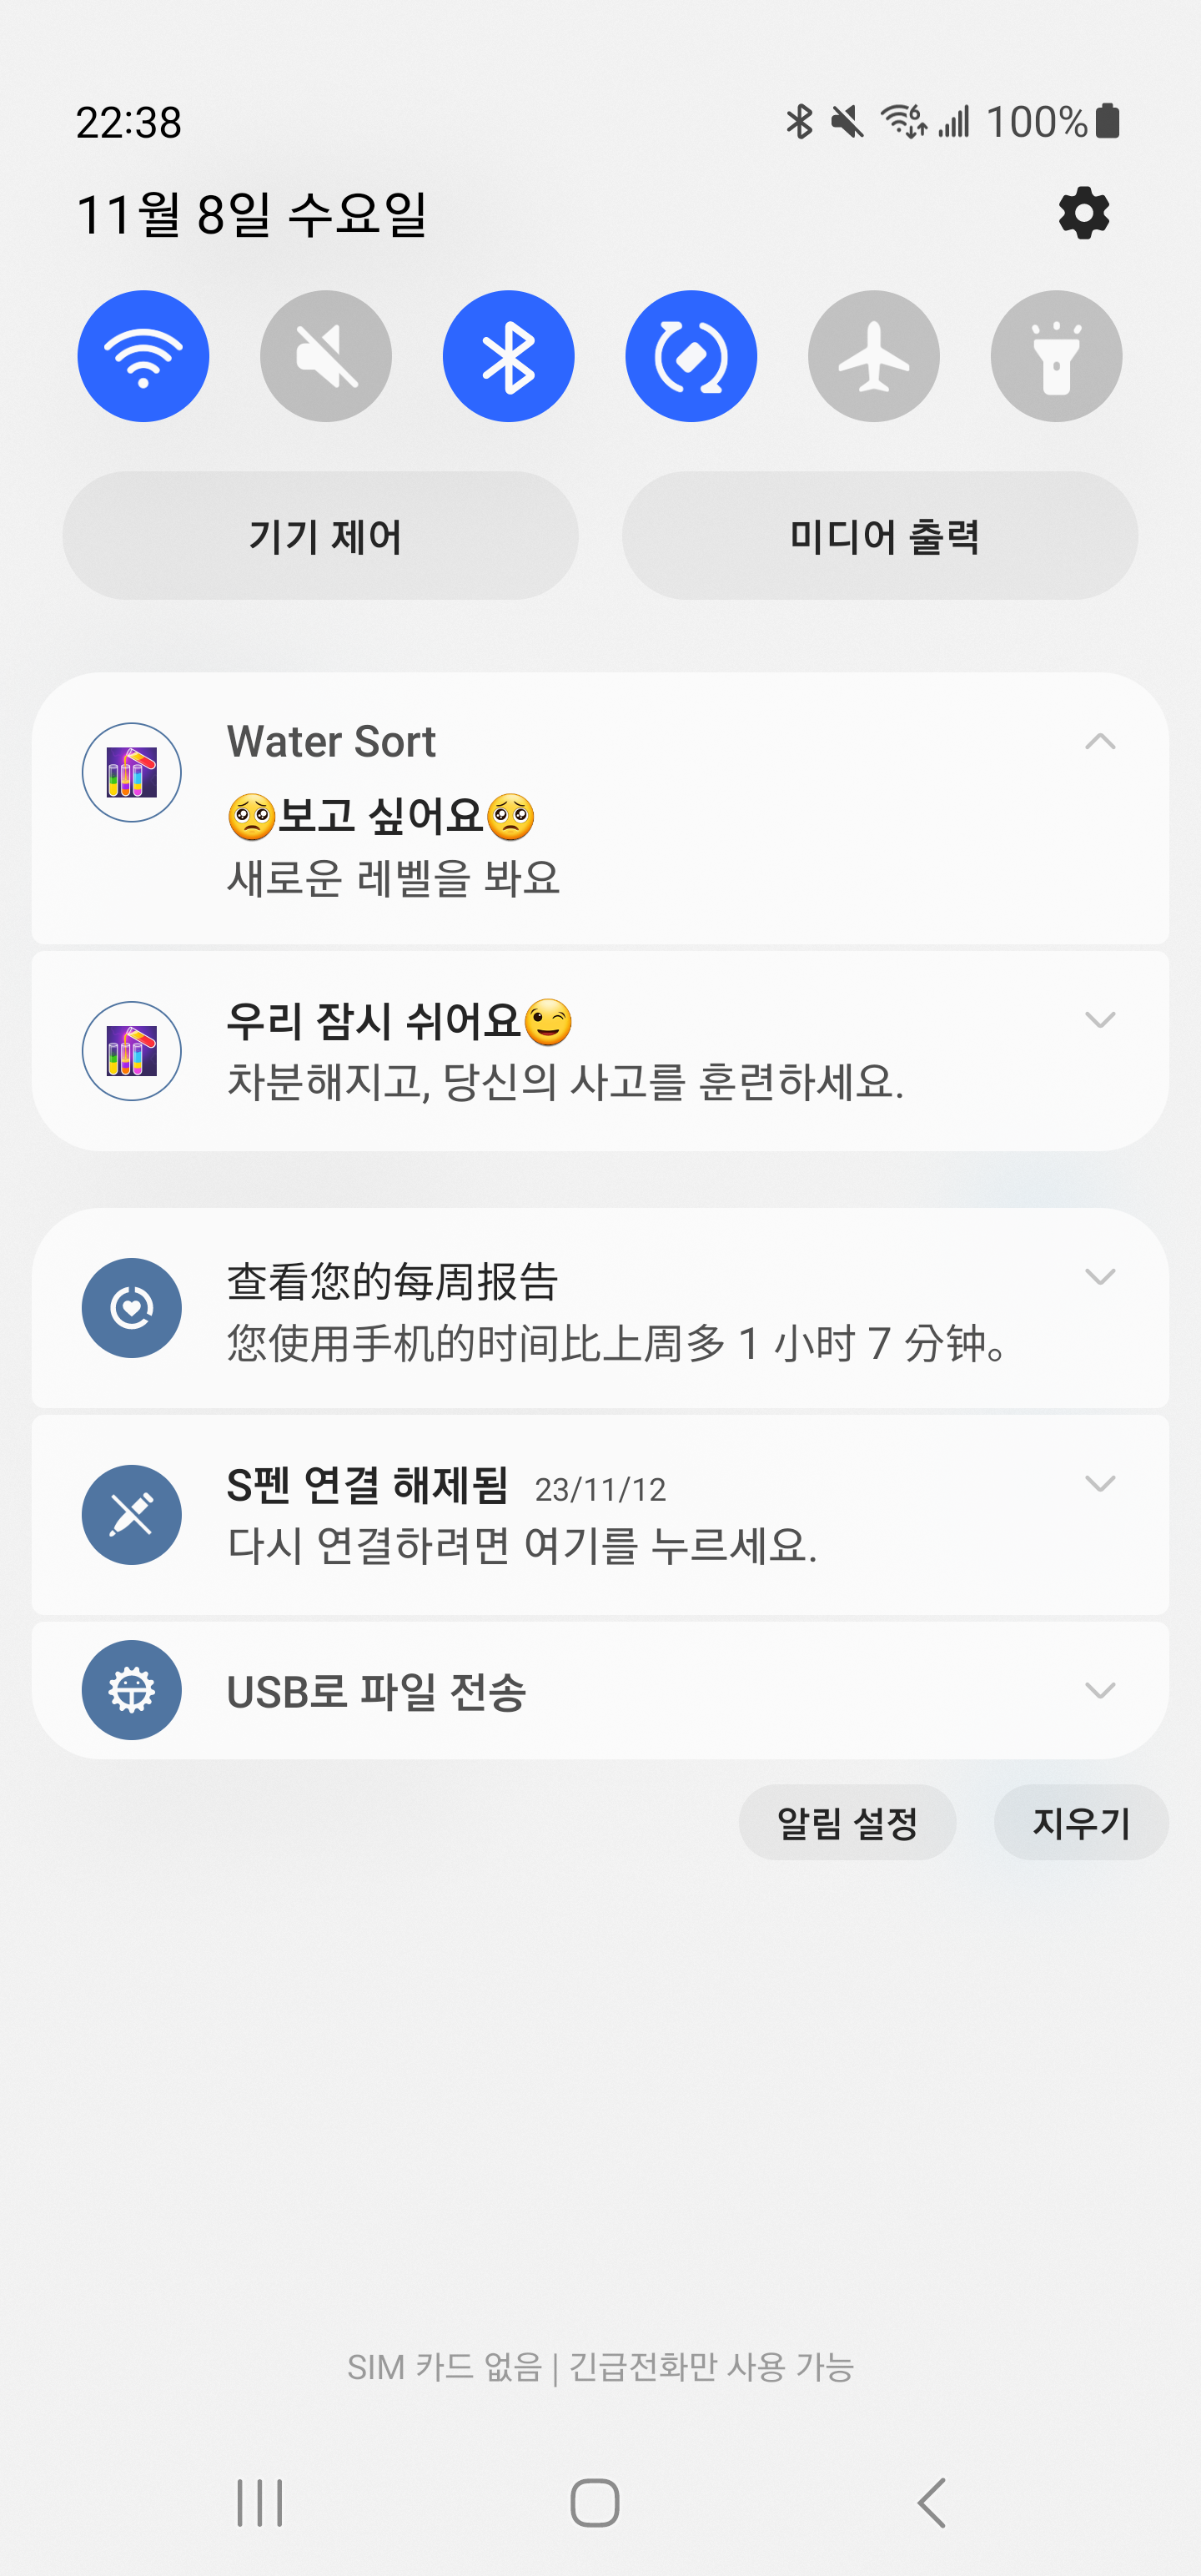 22:38
100%
11월 8일 수요일
기기 제어
미디어 출력
Water Sort
🥺보고 싶어요🥺
새로운 레벨을 봐요
우리 잠시 쉬어요😉
차분해지고, 당신의 사고를 훈련하세요.
查看您的每周报告
您使用手机的时间比上周多 1 小时 7 分钟。
S펜 연결 해제됨 23/11/12
다시 연결하려면 여기를 누르세요.
USB로 파일 전송
알림 설정
지우기
SIM 카드 없음 | 긴급전화만 사용 가능